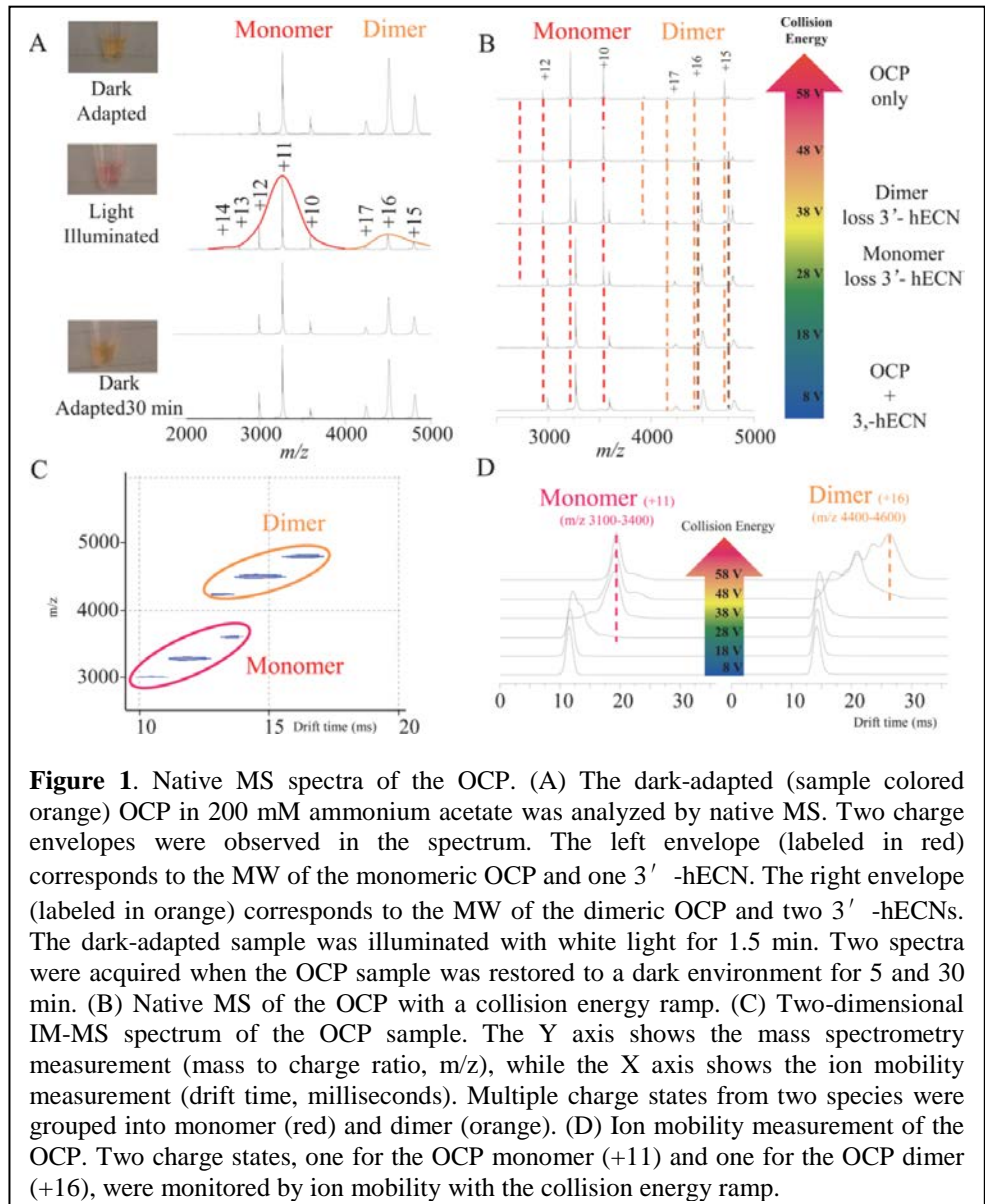 A
Dark
Adapted
Light
Illuminated
Dark
Adapted30 min
Monomer
Dimer
+14
+13
+12
+11
+10
+17
+16
+15
2000
3000
4000
5000
m/z
B
Monomer
Dimer
+12
+10
+17
+16
+15
3000
4000
5000
m/z
Collision
Energy
58 V
48 V
38 V
28 V
18 V
8 V
OCP
only
Dimer
loss 3'- hECN
Monomer
loss 3'- hECN
OCP
+
3,-hECN
C
5000
4000
3000
m/z
Dimer
Monomer
10
15
Drift time (ms)
20
D
Monomer (+11)
(m/z 3100-3400)
Collision Energy
58 V
48 V
38 V
28 V
18 V
8 V
Dimer (+16)
(m/z 4400-4600)
0
10
20
30
0
10
20
30
Drift time (ms)
Figure 1. Native MS spectra of the OCP. (A) The dark-adapted (sample colored
orange) OCP in 200 mM ammonium acetate was analyzed by native MS. Two charge
envelopes were observed in the spectrum. The left envelope (labeled in red)
corresponds to the MW of the monomeric OCP and one 3′ -hECN. The right envelope
(labeled in orange) corresponds to the MW of the dimeric OCP and two 3′ -hECNs.
The dark-adapted sample was illuminated with white light for 1.5 min. Two spectra
were acquired when the OCP sample was restored to a dark environment for 5 and 30
min. (B) Native MS of the OCP with a collision energy ramp. (C) Two-dimensional
IM-MS spectrum of the OCP sample. The Y axis shows the mass spectrometry
measurement (mass to charge ratio, m/z), while the X axis shows the ion mobility
measurement (drift time, milliseconds). Multiple charge states from two species were
grouped into monomer (red) and dimer (orange). (D) Ion mobility measurement of the
OCP. Two charge states, one for the OCP monomer (+11) and one for the OCP dimer
(+16), were monitored by ion mobility with the collision energy ramp.